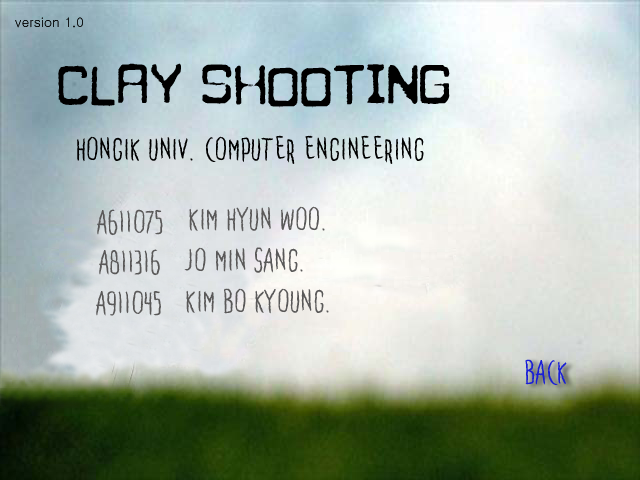 version 1.0
CLAY SHOOTING
HONGIK UNIV. COMPUTER ENGINEERING
A611075 KIM HYUN WOO.
A811316 JO MIN SANG.
A911045 KIM BO KYOUNG.
BACK